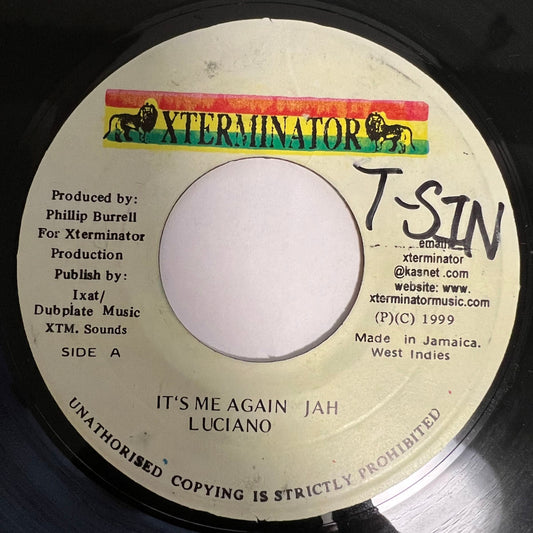 XTERMINATOR
Produced by:
Phillip Burrell
For Xterminator
Production
Publish by:
Ixat/
Dubplate Music
XTM. Sounds
SIDE A
T-SIN
email:
xterminator
@kasnet.com
website: www.
xterminatormusic.com
(P)(C) 1999
Made in Jamaica.
West Indies
IT'S ME AGAIN JAH
LUCIANO
UNATHORISED COPYING IS STRICTLY PROHIBITED